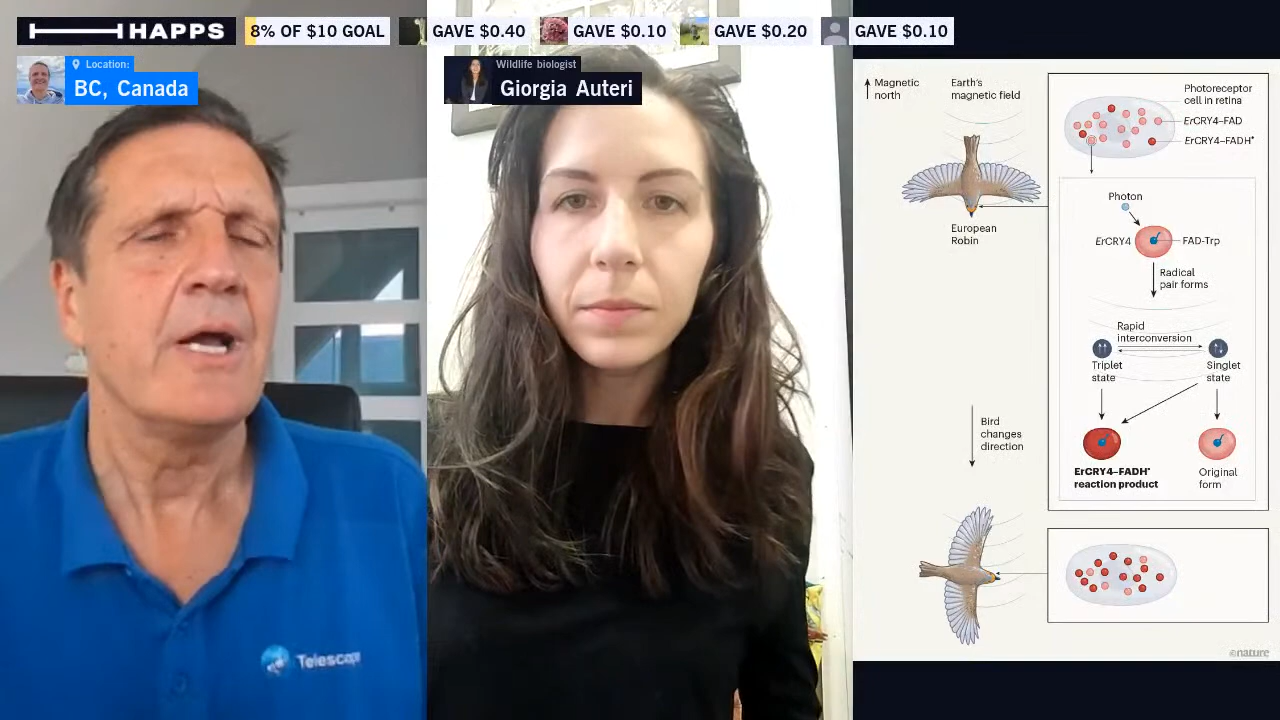 HAPPS
8% OF $10 GOAL
GAVE $0.40
GAVE $0.10
GAVE $0.20
GAVE $0.10
Location:
BC, Canada
Wildlife biologist
Giorgia Auteri
Telescope
Magnetic
north
Earth's
magnetic field
European
Robin
Bird
changes
direction
Photoreceptor
cell in retina
ErCRY4–FAD
ErCRY4–FADH•
Photon
ErCRY4
FAD-Trp
Radical
pair forms
Rapid
interconversion
Triplet
state
Singlet
state
ErCRY4–FADH•
reaction product
Original
form
©nature